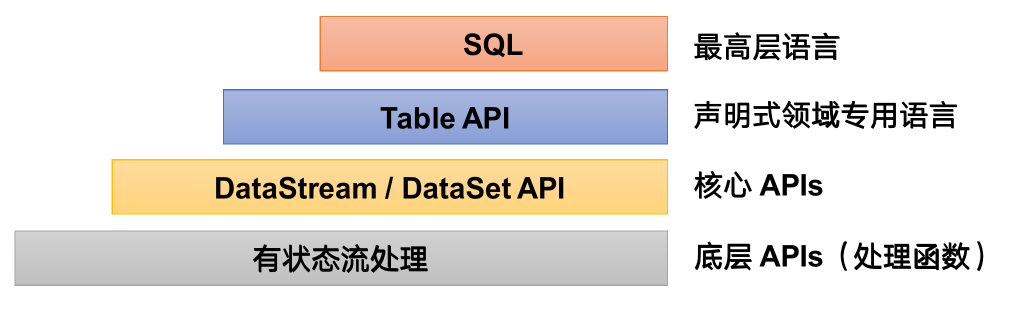 SQL 最高层语言
Table API 声明式领域专用语言
DataStream / DataSet API 核心 APIs
有状态流处理 底层 APIs（处理函数）